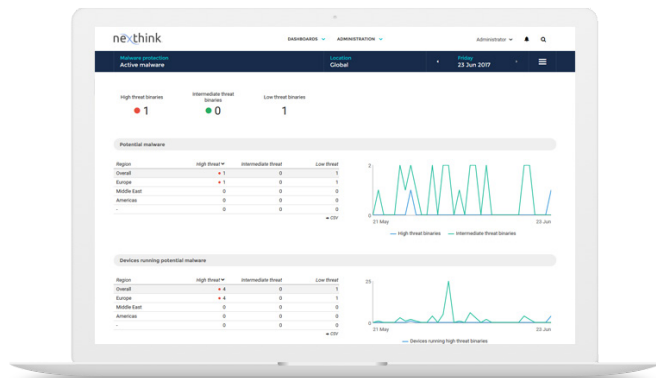 nexthink
DASHBOARDS
ADMINISTRATION
Administrator
Malware protection
Active malware
Location
Global
Friday
23 Jun 2017
High threat binaries
1
Intermediate threat
binaries
0
Low threat binaries
1
Potential malware
Region High threat Intermediate threat Low threat
Overall 1 0 1
Europe 1 0 1
Middle East 0 0 0
Americas 0 0 0
- 0 0 0
CSV
2
0
21 May 23 Jun
High threat binaries Intermediate threat binaries
Devices running potential malware
Region High threat Intermediate threat Low threat
Overall 4 0 1
Europe 4 0 1
Middle East 0 0 0
Americas 0 0 0
- 0 0 0
CSV
25
0
21 May 23 Jun
Devices running high threat binaries